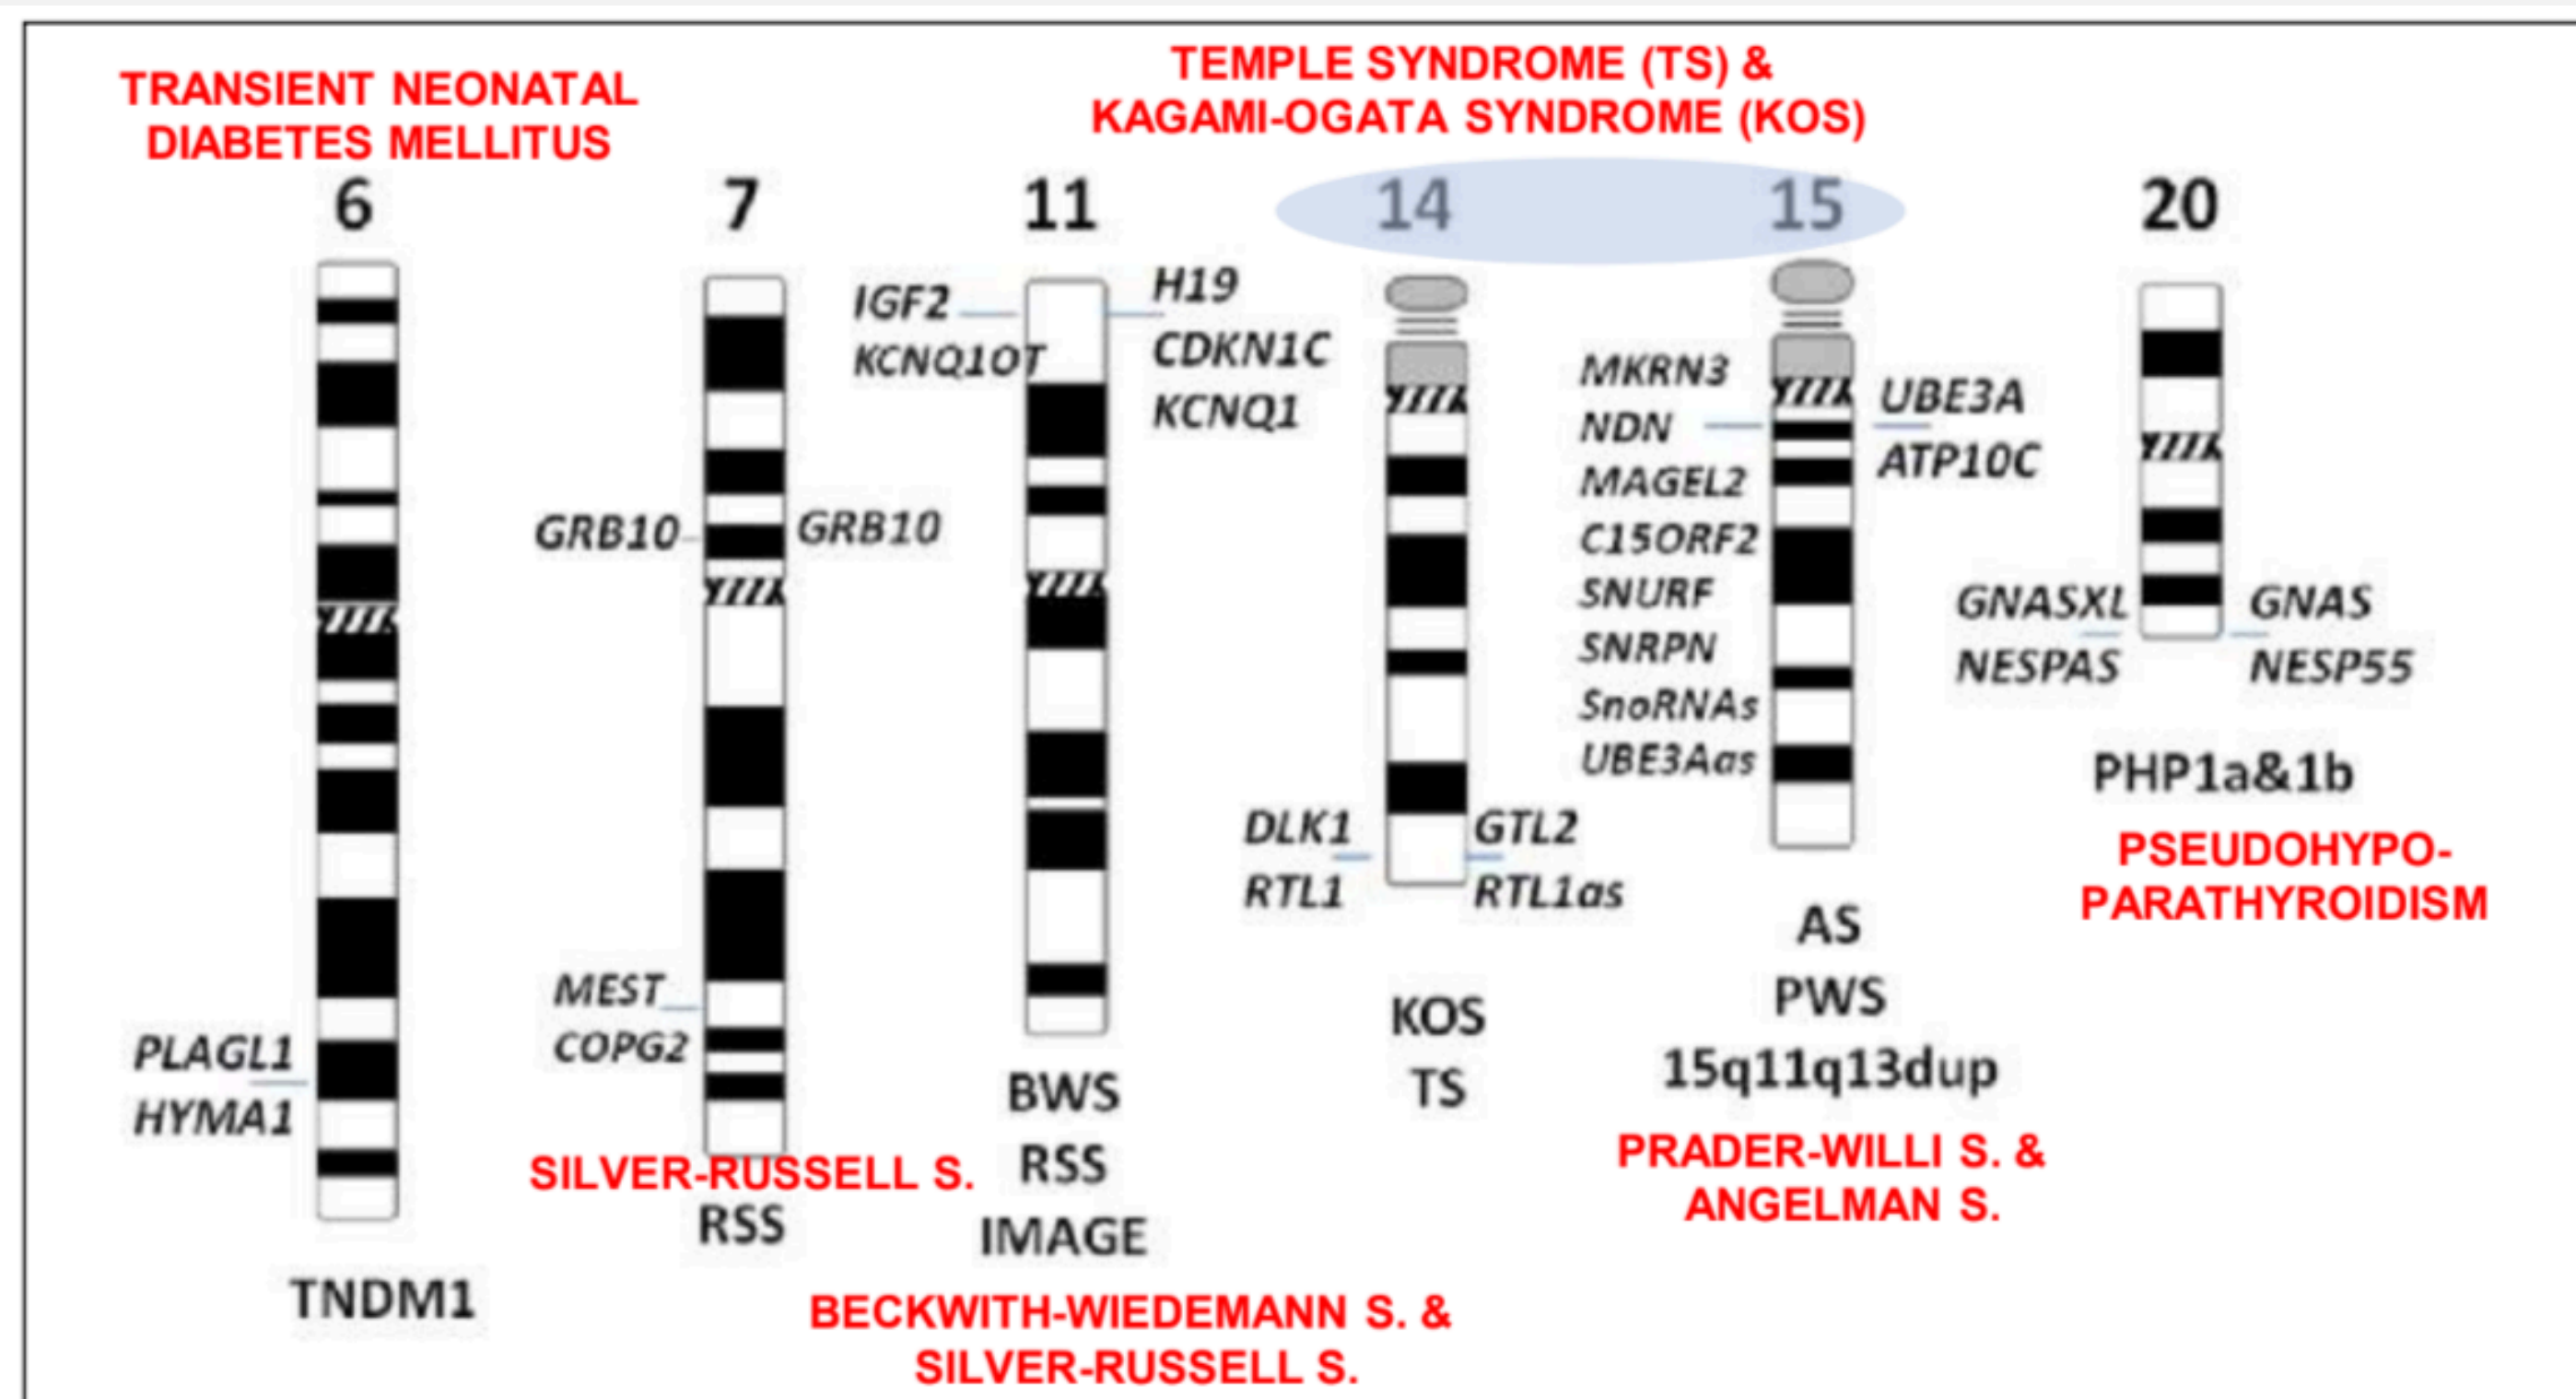 TRANSIENT NEONATAL
DIABETES MELLITUS
TEMPLE SYNDROME (TS) &
KAGAMI-OGATA SYNDROME (KOS)
6
7
11
14
15
20
PLAGL1
HYMA1
TNDM1
GRB10
GRB10
MEST
COPG2
SILVER-RUSSELL S.
RSS
IGF2
KCNQ1OT
H19
CDKN1C
KCNQ1
BWS
RSS
IMAGE
BECKWITH-WIEDEMANN S. &
SILVER-RUSSELL S.
DLK1
RTL1
GTL2
RTL1as
KOS
TS
MKRN3
NDN
MAGEL2
C15ORF2
SNURF
SNRPN
SnoRNAs
UBE3Aas
UBE3A
ATP10C
AS
PWS
15q11q13dup
PRADER-WILLI S. &
ANGELMAN S.
GNASXL
NESPAS
GNAS
NESP55
PHP1a&1b
PSEUDOHYPO-
PARATHYROIDISM